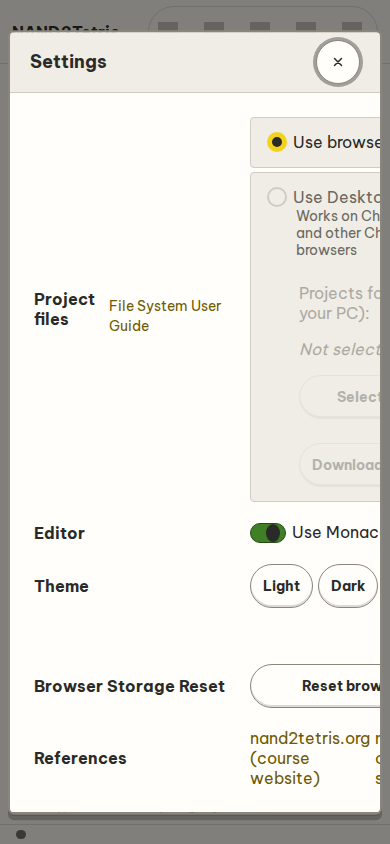 NAND2Tetris
Settings
Use browse
Use Deskto
Works on Ch
and other Ch
browsers
Project
files
File System User
Guide
Projects fo
your PC):
Not select
Select
Download
Editor
Use Monac
Theme
Light
Dark
Browser Storage Reset
Reset brow
References
nand2tetris.org
(course
website)